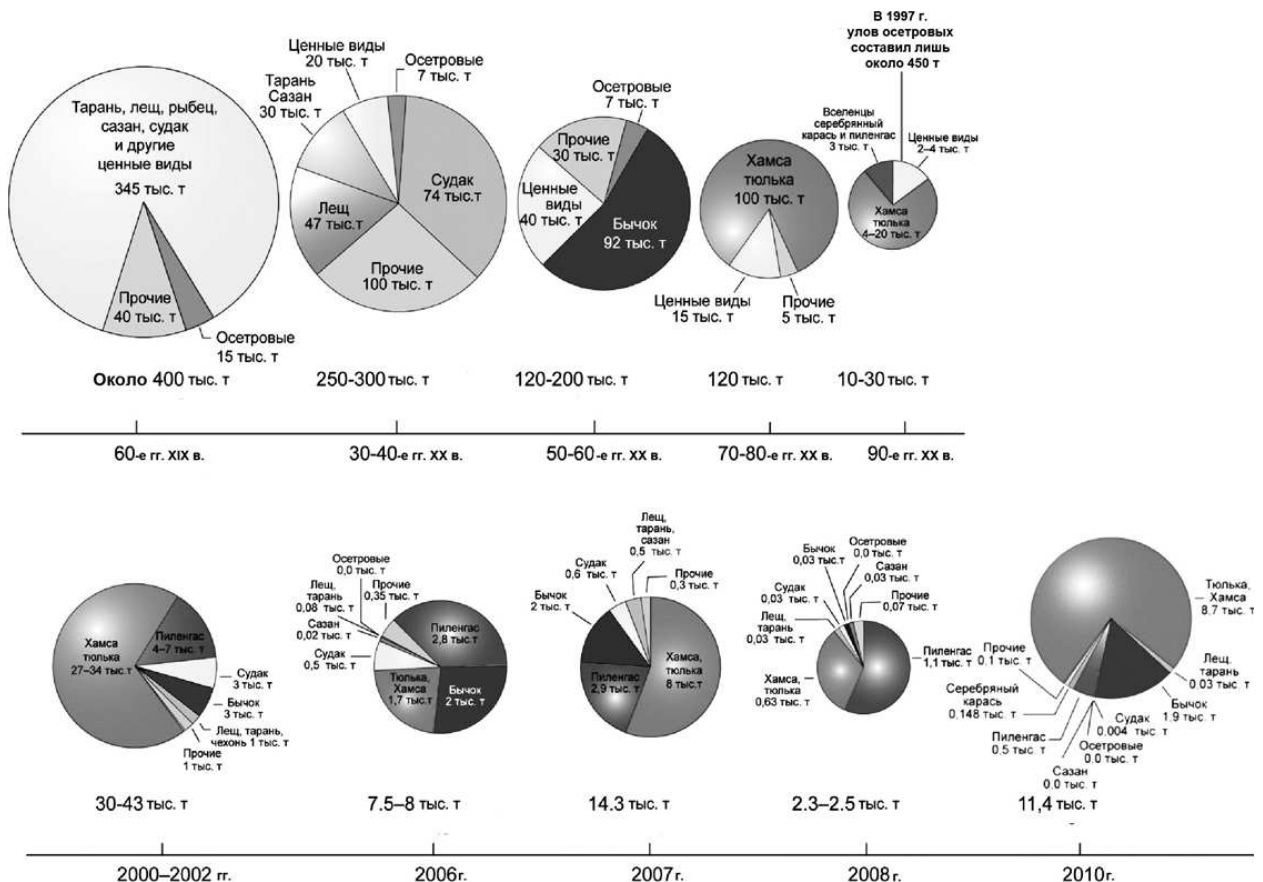 Тарань, лещ, рыбец,
сазан, судак
и другие
ценные виды
345 тыс. т
Прочие
40 тыс. т
Осетровые
15 тыс. т
Около 400 тыс. т
60-е гг. XIX в.
Ценные виды
20 тыс. т
Осетровые
7 тыс. т
Тарань
Сазан
30 тыс. т
Судак
74 тыс.т
Лещ
47 тыс.т
Прочие
100 тыс. т
250-300 тыс. т
30-40-е гг. XX в.
Осетровые
7 тыс. т
Прочие
30 тыс. т
Ценные
виды
40 тыс. т
Бычок
92 тыс. т
120-200 тыс. т
50-60-е гг. XX в.
Хамса
тюлька
100 тыс. т
Ценные виды
15 тыс. т
Прочие
5 тыс. т
120 тыс. т
70-80-е гг. XX в.
В 1997 г.
улов осетровых
составил лишь
около 450 т
Вселенцы
серебрянный
карась и пиленгас
3 тыс. т
Ценные виды
2–4 тыс. т
Хамса
тюлька
4–20 тыс. т
10-30 тыс. т
90-е гг. XX в.
Хамса
тюлька
27–34 тыс.т
Пиленгас
4–7 тыс. т
Судак
3 тыс. т
Бычок
3 тыс. т
Лещ, тарань,
чехонь 1 тыс. т
Прочие
1 тыс. т
30-43 тыс. т
2000–2002 гг.
Осетровые
0,0 тыс. т
Прочие
0,35 тыс. т
Лещ,
тарань
0,08 тыс. т
Сазан
0,02 тыс. т
Судак
0,5 тыс. т
Пиленгас
2,8 тыс.т
Тюлька,
Хамса
1,7 тыс. т
Бычок
2 тыс. т
7.5–8 тыс. т
2006г.
Лещ,
тарань,
сазан
0,5 тыс. т
Судак
0,6 тыс. т
Прочие
0,3 тыс. т
Бычок
2 тыс. т
Пиленгас
2,9 тыс.т
Хамса,
тюлька
8 тыс.т
14.3 тыс. т
2007г.
Бычок
0,03 тыс. т
Осетровые
0,0 тыс. т
Сазан
0,03 тыс. т
Судак
0,03 тыс. т
Прочие
0,07 тыс. т
Лещ,
тарань
0,03 тыс. т
Пиленгас
1,1 тыс. т
Хамса,
тюлька
0,63 тыс. т
2.3–2.5 тыс. т
2008г.
Тюлька,
Хамса
8.7 тыс. т
Прочие
0,1 тыс. т
Лещ,
тарань
0.03 тыс. т
Серебряный
карась
0.148 тыс. т
Бычок
1.9 тыс. т
Судак
0.004 тыс. т
Пиленгас
0.5 тыс. т
Осетровые
0.0 тыс. т
Сазан
0.0 тыс. т
11,4 тыс. т
2010г.